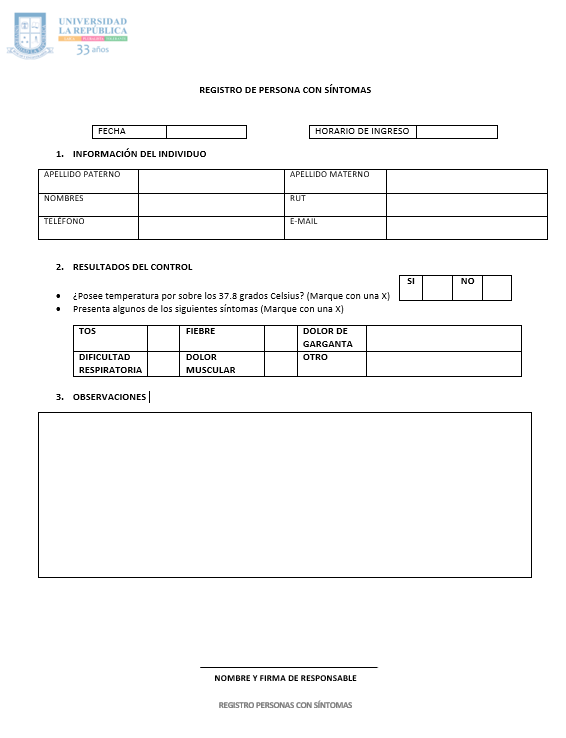 UNIVERSIDAD
LA REPÚBLICA
33 años
REGISTRO DE PERSONA CON SÍNTOMAS
FECHA
HORARIO DE INGRESO
1. INFORMACIÓN DEL INDIVIDUO
APELLIDO PATERNO
APELLIDO MATERNO
NOMBRES
RUT
TELÉFONO
E-MAIL
2. RESULTADOS DEL CONTROL
SI
NO
• ¿Posee temperatura por sobre los 37.8 grados Celsius? (Marque con una X)
• Presenta algunos de los siguientes síntomas (Marque con una X)
TOS
FIEBRE
DOLOR DE
GARGANTA
DIFICULTAD
RESPIRATORIA
DOLOR
MUSCULAR
OTRO
3. OBSERVACIONES
NOMBRE Y FIRMA DE RESPONSABLE
REGISTRO PERSONAS CON SÍNTOMAS